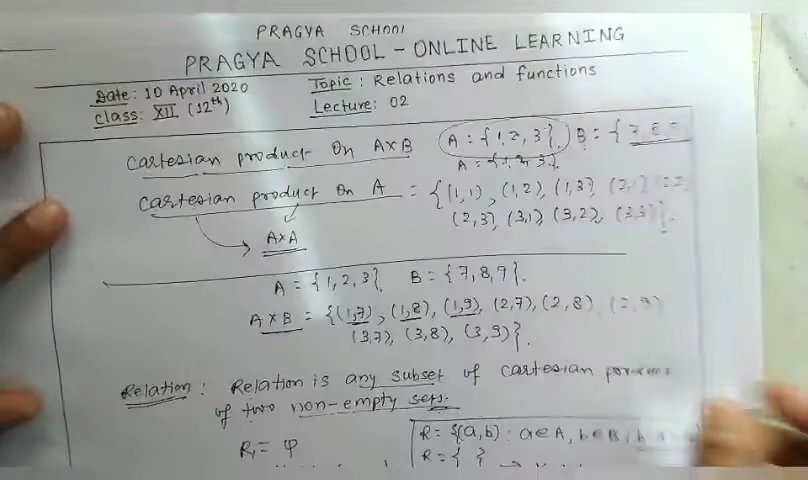 PRAGYA SCHOOL
PRAGYA SCHOOL - ONLINE LEARNING
Date: 10 April 2020 Topic: Relations and functions
class: XII (12th) Lecture: 02
Cartesian product on A×B A = {1, 2, 3}, B = {7, 8
A = {1, 2, 3}.
Cartesian product on A = {(1,1), (1,2), (1,3), (2,1)
(2,3), (3,1), (3,2), (3,3)}.
A×A
A = {1, 2, 3}, B = {7, 8, 9}.
A×B = {(1,7), (1,8), (1,9), (2,7), (2,8), (2,9)
(3,7), (3,8), (3,9)}.
Relation: Relation is any subset of cartesian
of two non-empty sets.
R₁ = φ R = {(a,b) : a∈A, b∈B,
R = { }